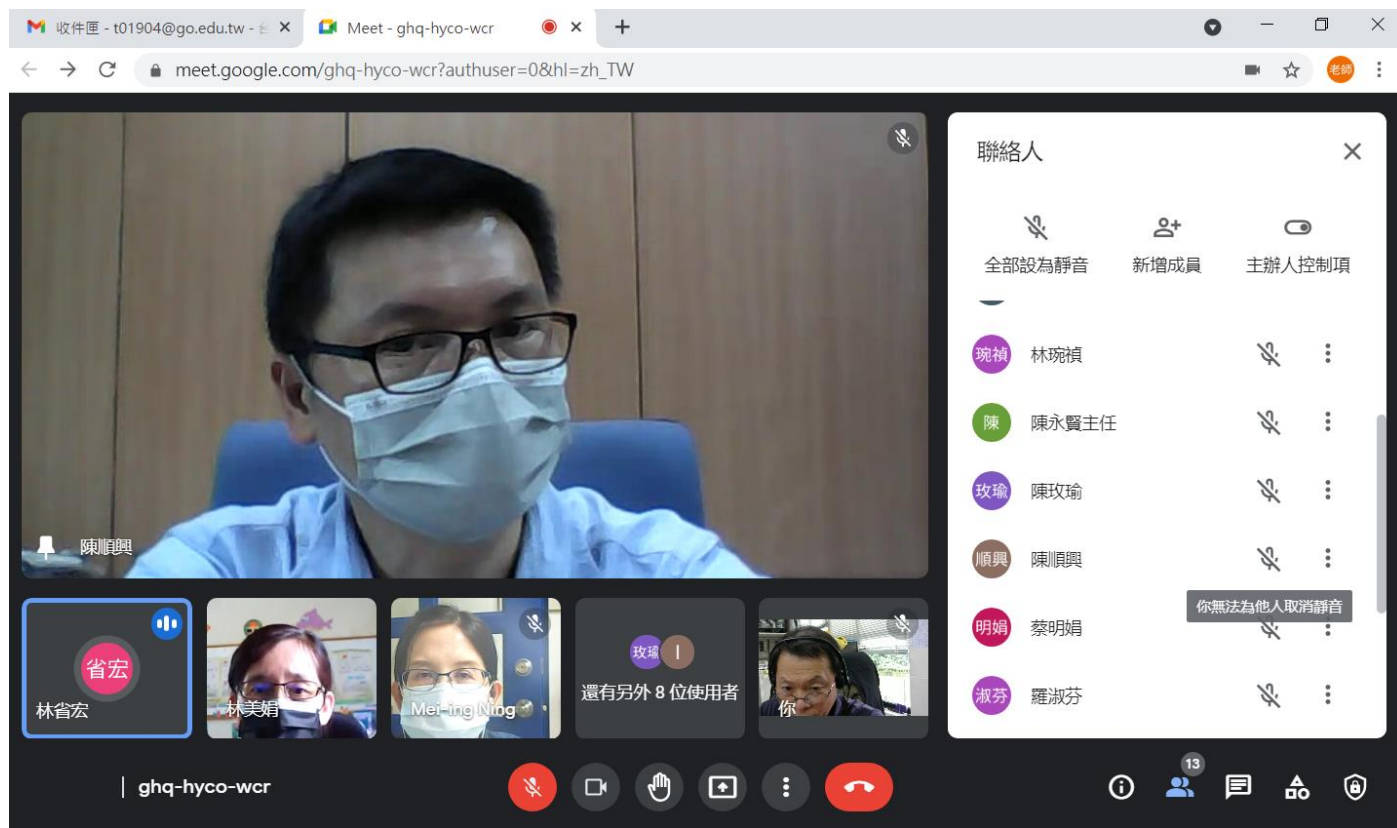 收件匣 - t01904@go.edu.tw - 台
Meet - ghq-hyco-wcr
meet.google.com/ghq-hyco-wcr?authuser=0&hl=zh_TW
老師
陳順興
省宏
林省宏
林美娟
Mei-ing Ning
玫瑜 I
還有另外 8 位使用者
你
聯絡人
全部設為靜音 新增成員 主辦人控制項
琬禎 林琬禎
陳 陳永賢主任
玫瑜 陳玫瑜
順興 陳順興
你無法為他人取消靜音
明娟 蔡明娟
淑芬 羅淑芬
ghq-hyco-wcr
13